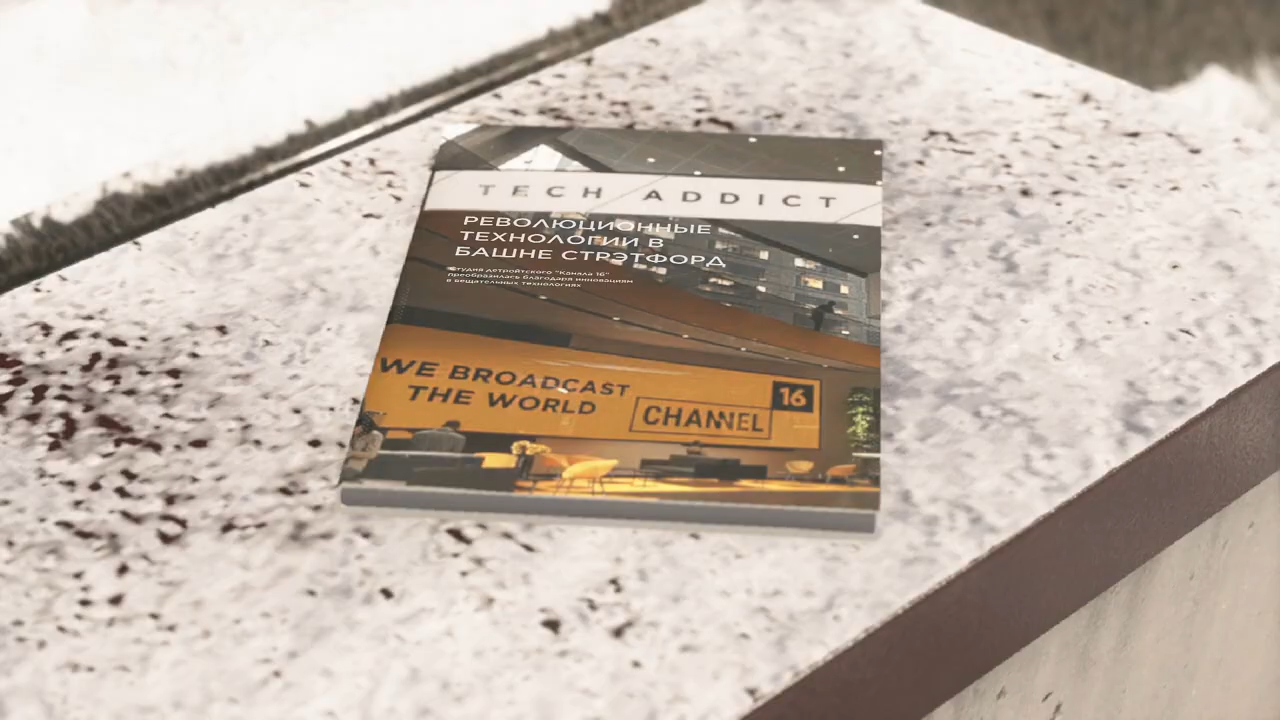 TECH ADDICT
РЕВОЛЮЦИОННЫЕ
ТЕХНОЛОГИИ В
БАШНЕ СТРЭТФОРД
Студия детройтского "Канала 16"
преобразилась благодаря инновациям
в вещательных технологиях
WE BROADCAST
THE WORLD
16
CHANNEL